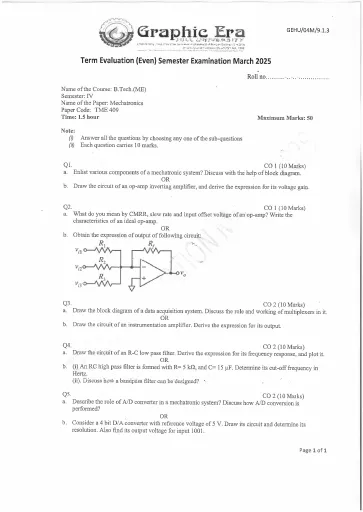 Graphic Era
HILL UNIVERSITY
GEHU/04M/9.1.3
Term Evaluation (Even) Semester Examination March 2025
Roll no.
Name of the Course: B.Tech (ME)
Semester: IV
Name of the Paper: Mechatronics
Paper Code: TME 409
Time: 1.5 hour Maximum Marks: 50
Note:
(i) Answer all the questions by choosing any one of the sub-questions
(ii) Each question carries 10 marks.
Q1. CO 1 (10 Marks)
a. Enlist various components of a mechatronic system? Discuss with the help of block diagram.
OR
b. Draw the circuit of an op-amp inverting amplifier, and derive the expression for its voltage gain.
Q2. CO 1 (10 Marks)
a. What do you mean by CMRR, slew rate and input offset voltage of an op-amp? Write the
characteristics of an ideal op-amp.
OR
b. Obtain the expression of output of following circuit:
R₁
Q3. CO 2 (10 Marks)
a. Draw the block diagram of a data acquisition system. Discuss the role and working of multiplexers in it.
OR
b. Draw the circuit of an instrumentation amplifier. Derive the expression for its output.
Q4. CO 2 (10 Marks)
a. Draw the circuit of an R-C low pass filter. Derive the expression for its frequency response, and plot it.
OR
b. (i) An RC high pass filter is formed with R= 5 kΩ, and C= 15 µF. Determine its cut-off frequency in
Hertz.
(ii). Discuss how a bandpass filter can be designed?
Q5. CO 2 (10 Marks)
a. Describe the role of A/D converter in a mechatronic system? Discuss how A/D conversion is
performed?
OR
b. Consider a 4 bit D/A converter with reference voltage of 5 V. Draw its circuit and determine its
resolution. Also find its output voltage for input 1001.
Page 1 of 1